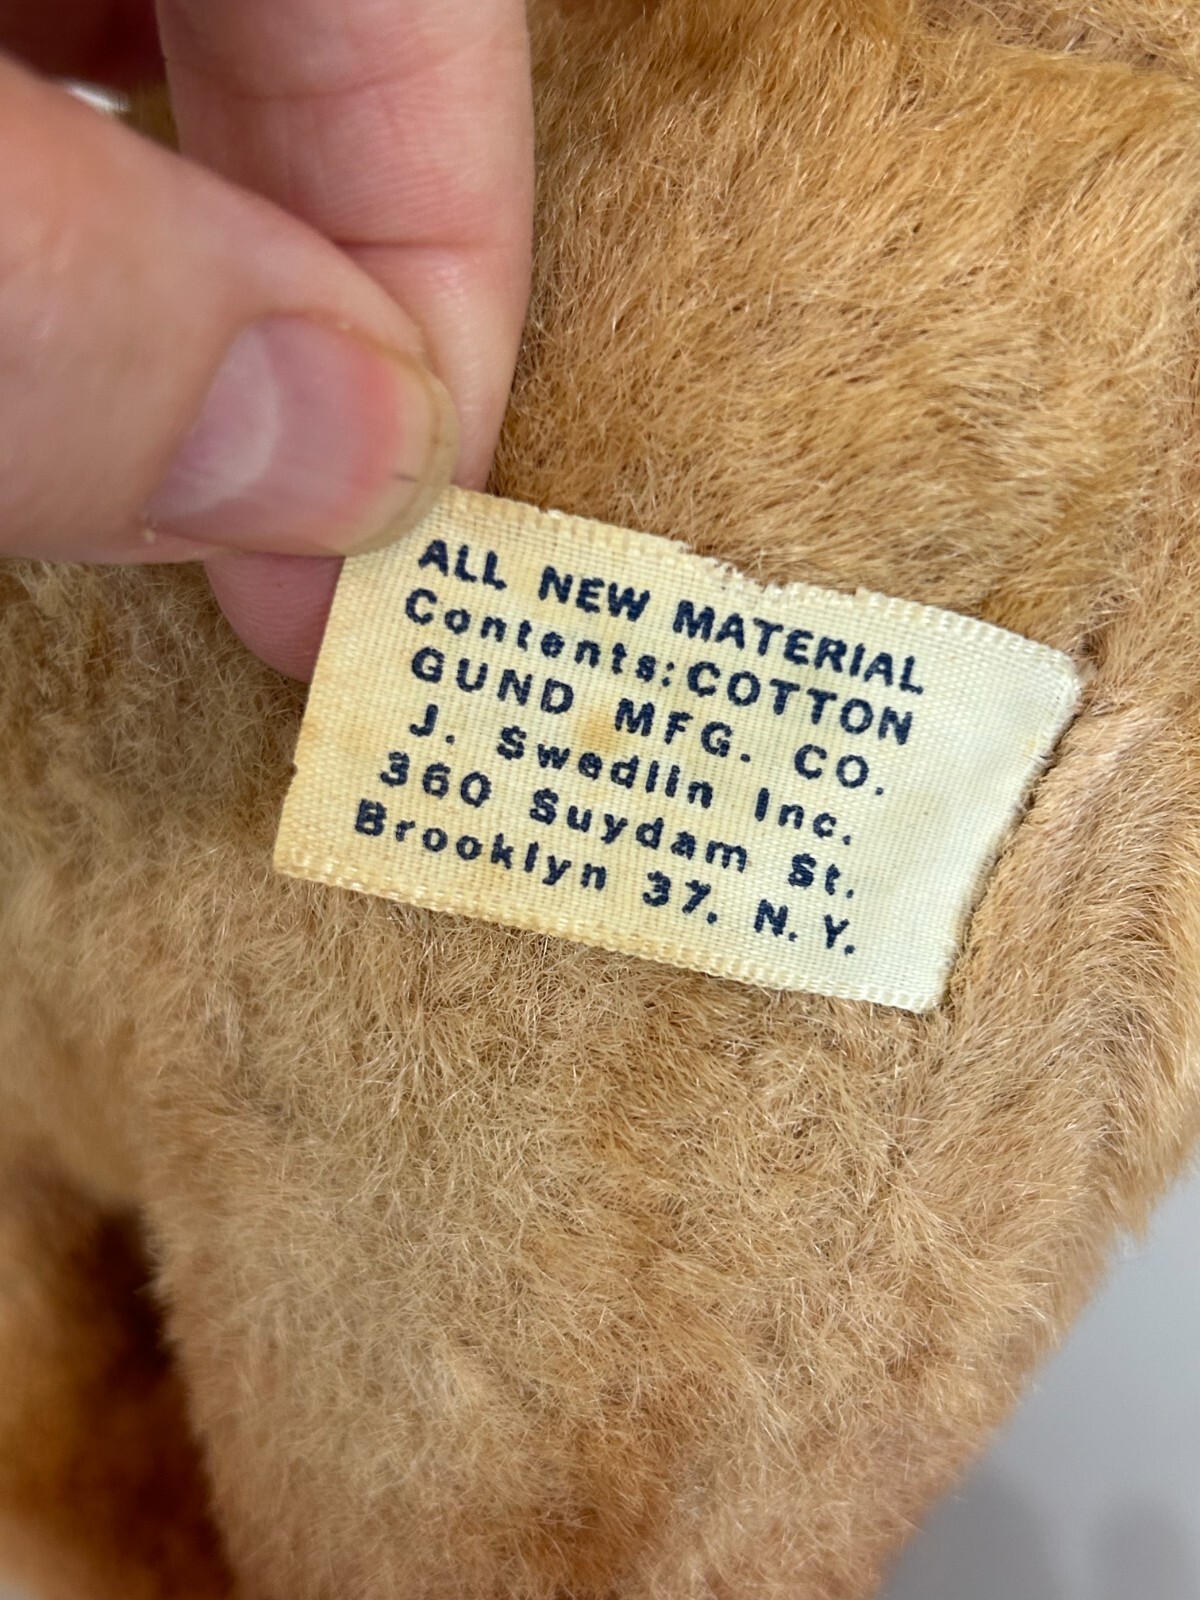 ALL NEW MATERIAL
Contents: COTTON
GUND MFG. CO.
J. Swedlin Inc.
360 Suydam St.
Brooklyn 37, N.Y.